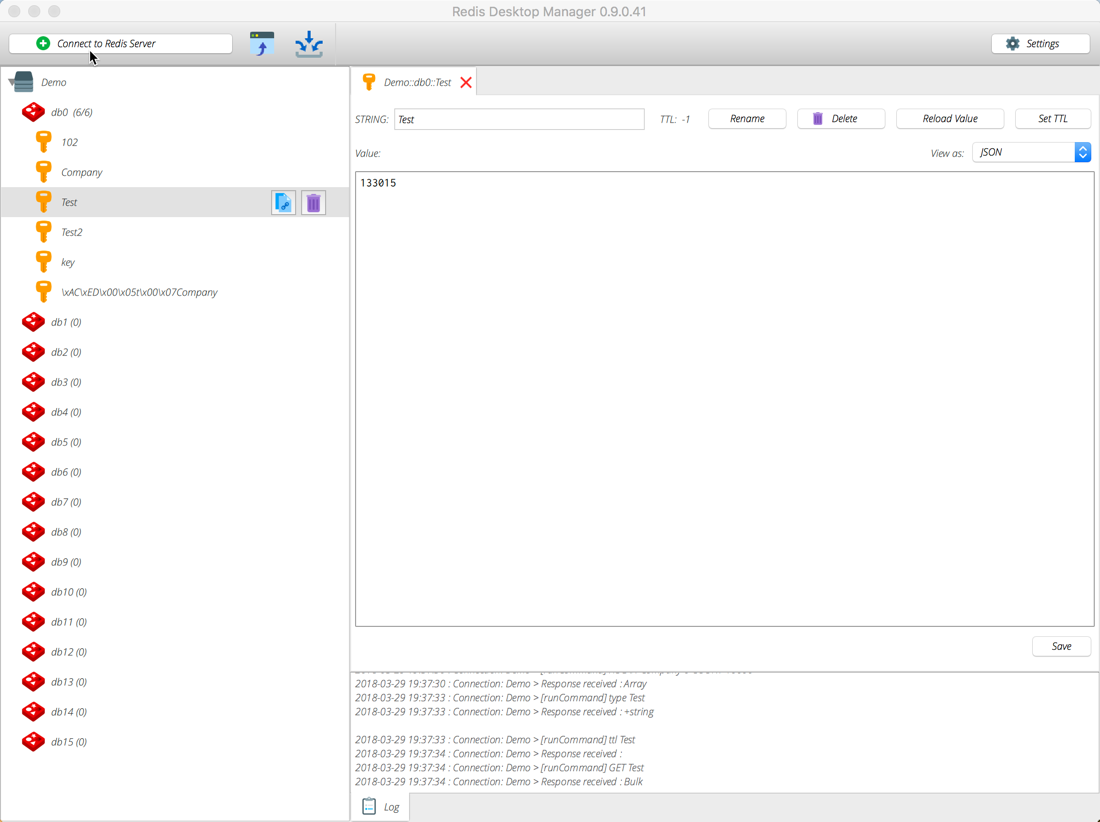 Redis Desktop Manager 0.9.0.41
Connect to Redis Server
Settings
Demo
db0 (6/6)
102
Company
Test
Test2
key
\xAC\xED\x00\x05t\x00\x07Company
db1 (0)
db2 (0)
db3 (0)
db4 (0)
db5 (0)
db6 (0)
db7 (0)
db8 (0)
db9 (0)
db10 (0)
db11 (0)
db12 (0)
db13 (0)
db14 (0)
db15 (0)
Demo::db0::Test
STRING: Test TTL: -1 Rename Delete Reload Value Set TTL
Value: View as: JSON
133015
Save
2018-03-29 19:37:30 : Connection: Demo > Response received : Array
2018-03-29 19:37:33 : Connection: Demo > [runCommand] type Test
2018-03-29 19:37:33 : Connection: Demo > Response received : +string
2018-03-29 19:37:33 : Connection: Demo > [runCommand] ttl Test
2018-03-29 19:37:34 : Connection: Demo > Response received :
2018-03-29 19:37:34 : Connection: Demo > [runCommand] GET Test
2018-03-29 19:37:34 : Connection: Demo > Response received : Bulk
Log